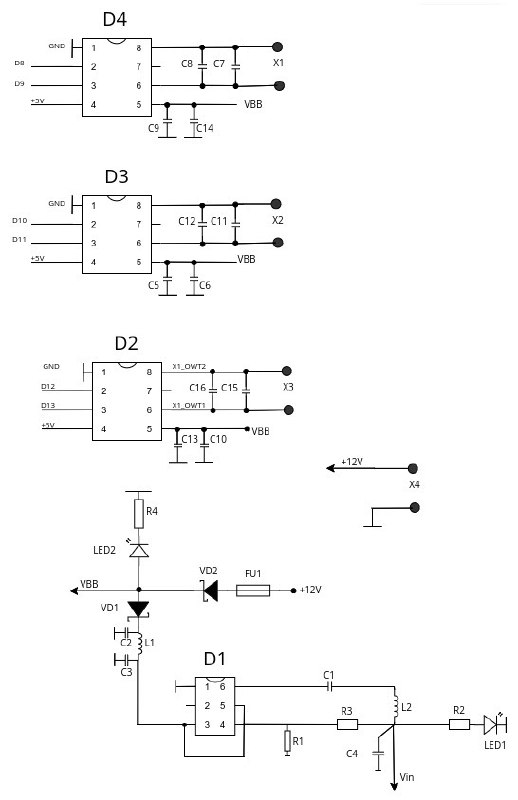 D4
GND 1 8
D8 2 7 C8 C7 X1
D9 3 6
+5V 4 5 VBB
C9 C14
D3
GND 1 8
D10 2 7 C12 C11 X2
D11 3 6
+5V 4 5 VBB
C5 C6
D2
GND 1 8 X1_OWT2
D12 2 7 C16 C15 X3
D13 3 6 X1_OWT1
+5V 4 5 VBB
C13 C10
+12V
X4
R4
LED2
VBB VD2 FU1 +12V
VD1
C2 L1
C3
D1
1 6 C1
2 5 L2
3 4 R3 R2
R1 C4 LED1
Vin